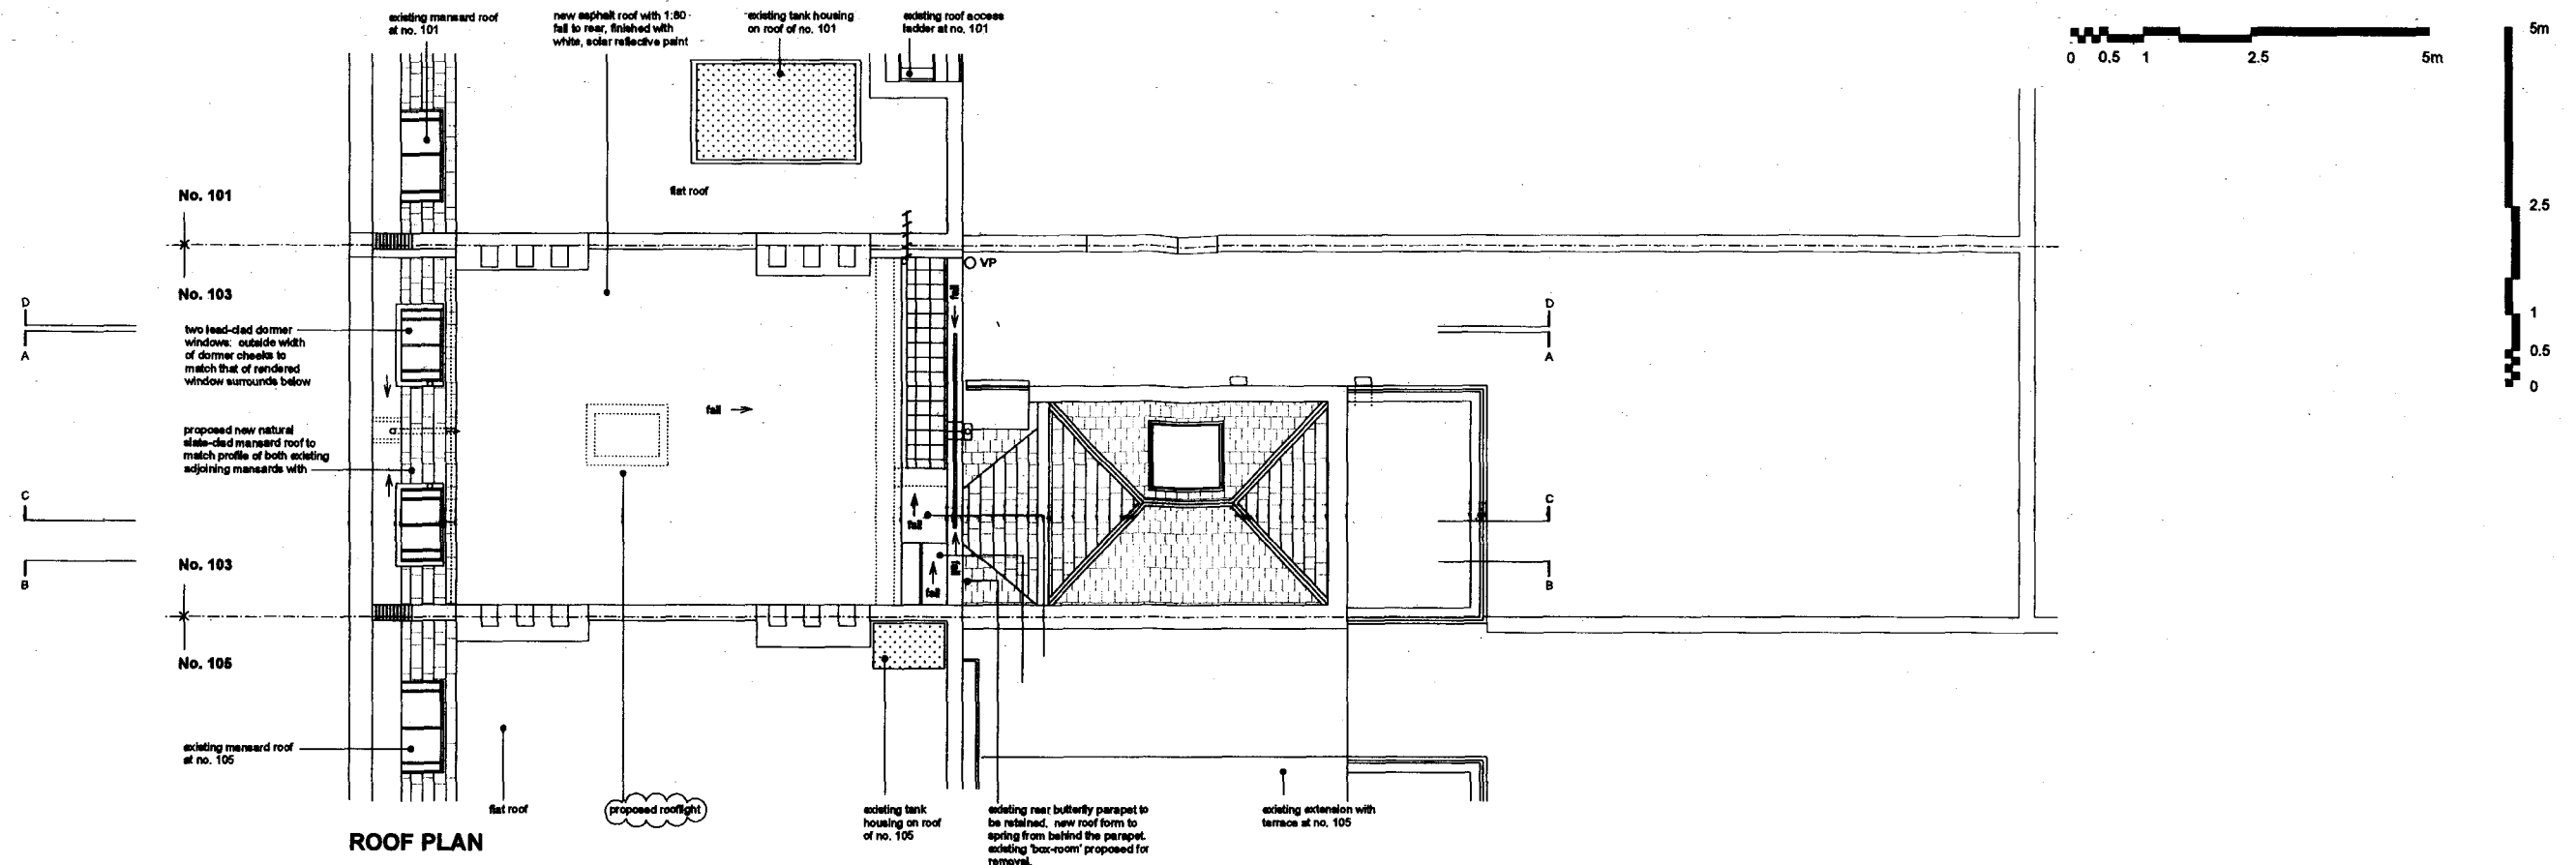 existing mansard roof
at no. 101
new asphalt roof with 1:80
fall to rear, finished with
white, solar reflective paint
existing tank housing
on roof of no. 101
existing roof access
ladder at no. 101
0 0.5 1 2.5 5m
5m
2.5
1
0.5
0
flat roof
No. 101
No. 103
VP
fall
D
A
two lead-clad dormer
windows: outside width
of dormer cheeks to
match that of rendered
window surrounds below
D
A
fall
proposed new natural
slate-clad mansard roof to
match profile of both existing
adjoining mansards with
C
B
fall
fall
fall
C
B
No. 103
No. 105
existing mansard roof
at no. 105
flat roof
proposed rooflight
existing tank
housing on roof
of no. 105
existing rear butterfly parapet to
be retained, new roof form to
spring from behind the parapet.
existing 'box-room' proposed for
removal.
existing extension with
terrace at no. 105
ROOF PLAN